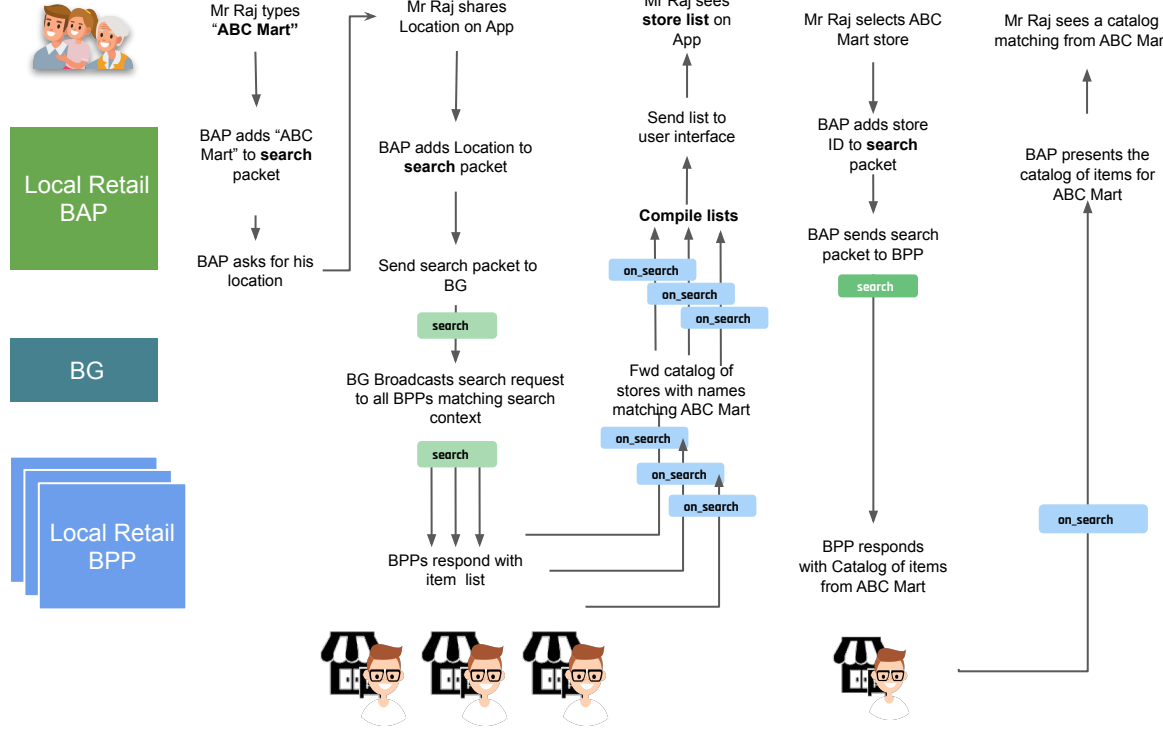 Mr Raj types
“ABC Mart”
BAP adds “ABC
Mart” to search
packet
BAP asks for his
location
Mr Raj shares
Location on App
BAP adds Location to
search packet
Send search packet to
BG
search
BG Broadcasts search request
to all BPPs matching search
context
search
BPPs respond with
item list
Mr Raj sees
store list on
App
Send list to
user interface
Compile lists
on_search
on_search
on_search
Fwd catalog of
stores with names
matching ABC Mart
on_search
on_search
on_search
Mr Raj selects ABC
Mart store
BAP adds store
ID to search
packet
BAP sends search
packet to BPP
search
BPP responds
with Catalog of items
from ABC Mart
Mr Raj sees a catalog
matching from ABC Mar
BAP presents the
catalog of items for
ABC Mart
on_search
Local Retail
BAP
BG
Local Retail
BPP